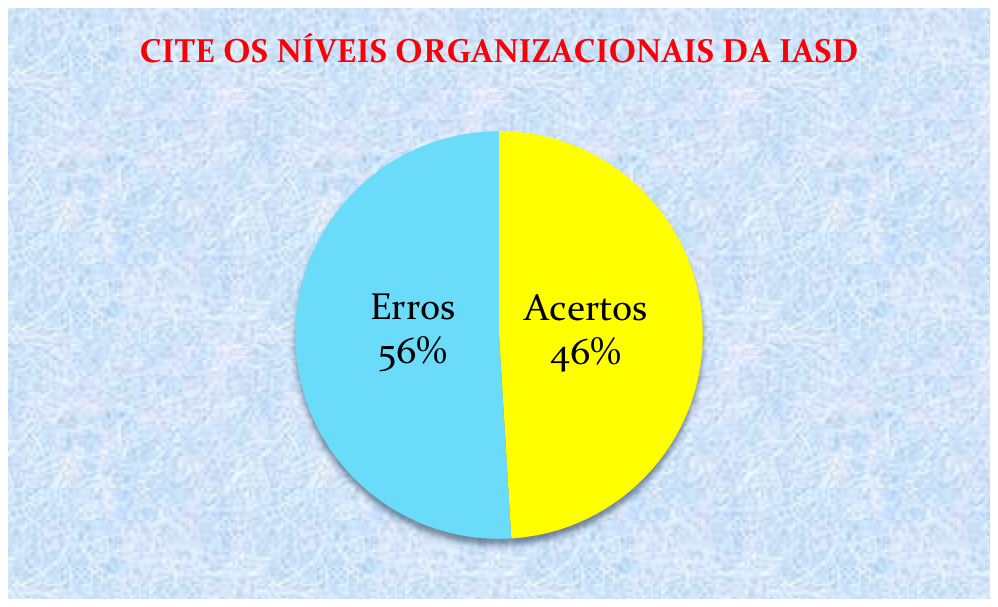 CITE OS NÍVEIS ORGANIZACIONAIS DA IASD
Erros
56%
Acertos
46%